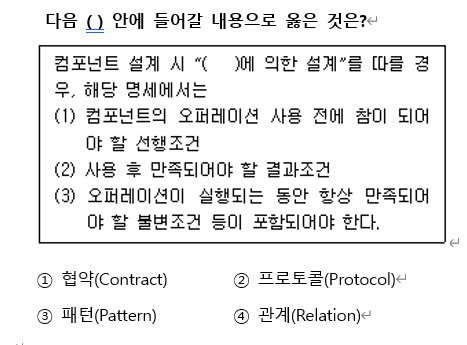 다음 () 안에 들어갈 내용으로 옳은 것은?
컴포넌트 설계 시 “(    )에 의한 설계”를 따를 경
우, 해당 명세에서는
(1) 컴포넌트의 오퍼레이션 사용 전에 참이 되어
야 할 선행조건
(2) 사용 후 만족되어야 할 결과조건
(3) 오퍼레이션이 실행되는 동안 항상 만족되어
야 할 불변조건 등이 포함되어야 한다.
① 협약(Contract) ② 프로토콜(Protocol)
③ 패턴(Pattern) ④ 관계(Relation)